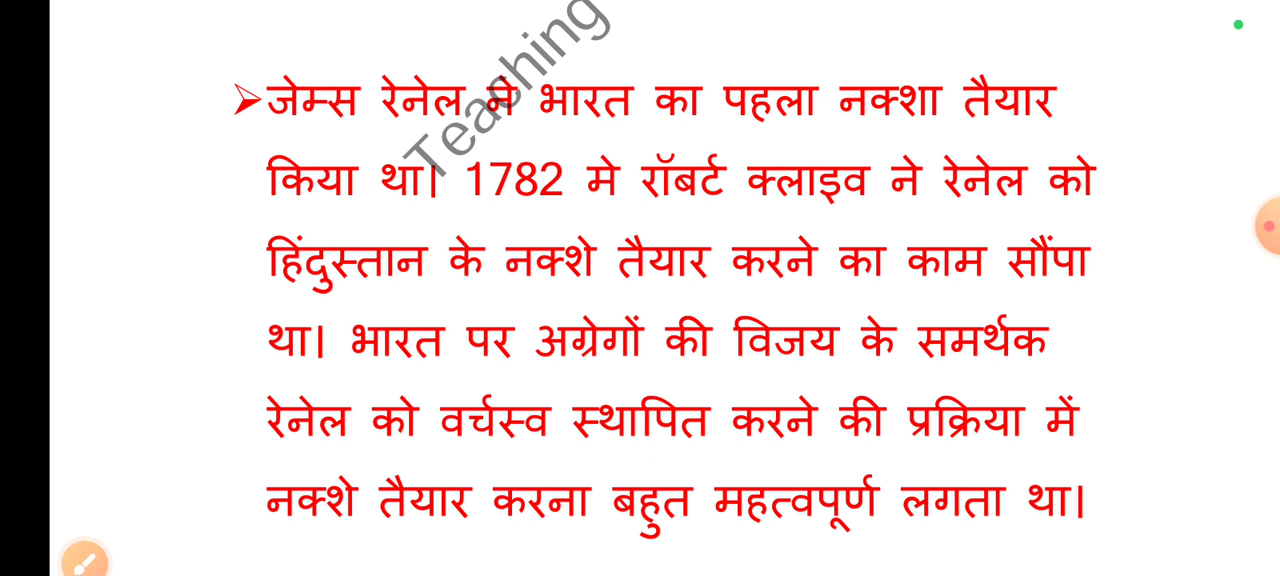 Teaching
➢जेम्स रेनेल ने भारत का पहला नक्शा तैयार
किया था। 1782 मे रॉबर्ट क्लाइव ने रेनेल को
हिंदुस्तान के नक्शे तैयार करने का काम सौंपा
था। भारत पर अग्रेगों की विजय के समर्थक
रेनेल को वर्चस्व स्थापित करने की प्रक्रिया में
नक्शे तैयार करना बहुत महत्वपूर्ण लगता था।